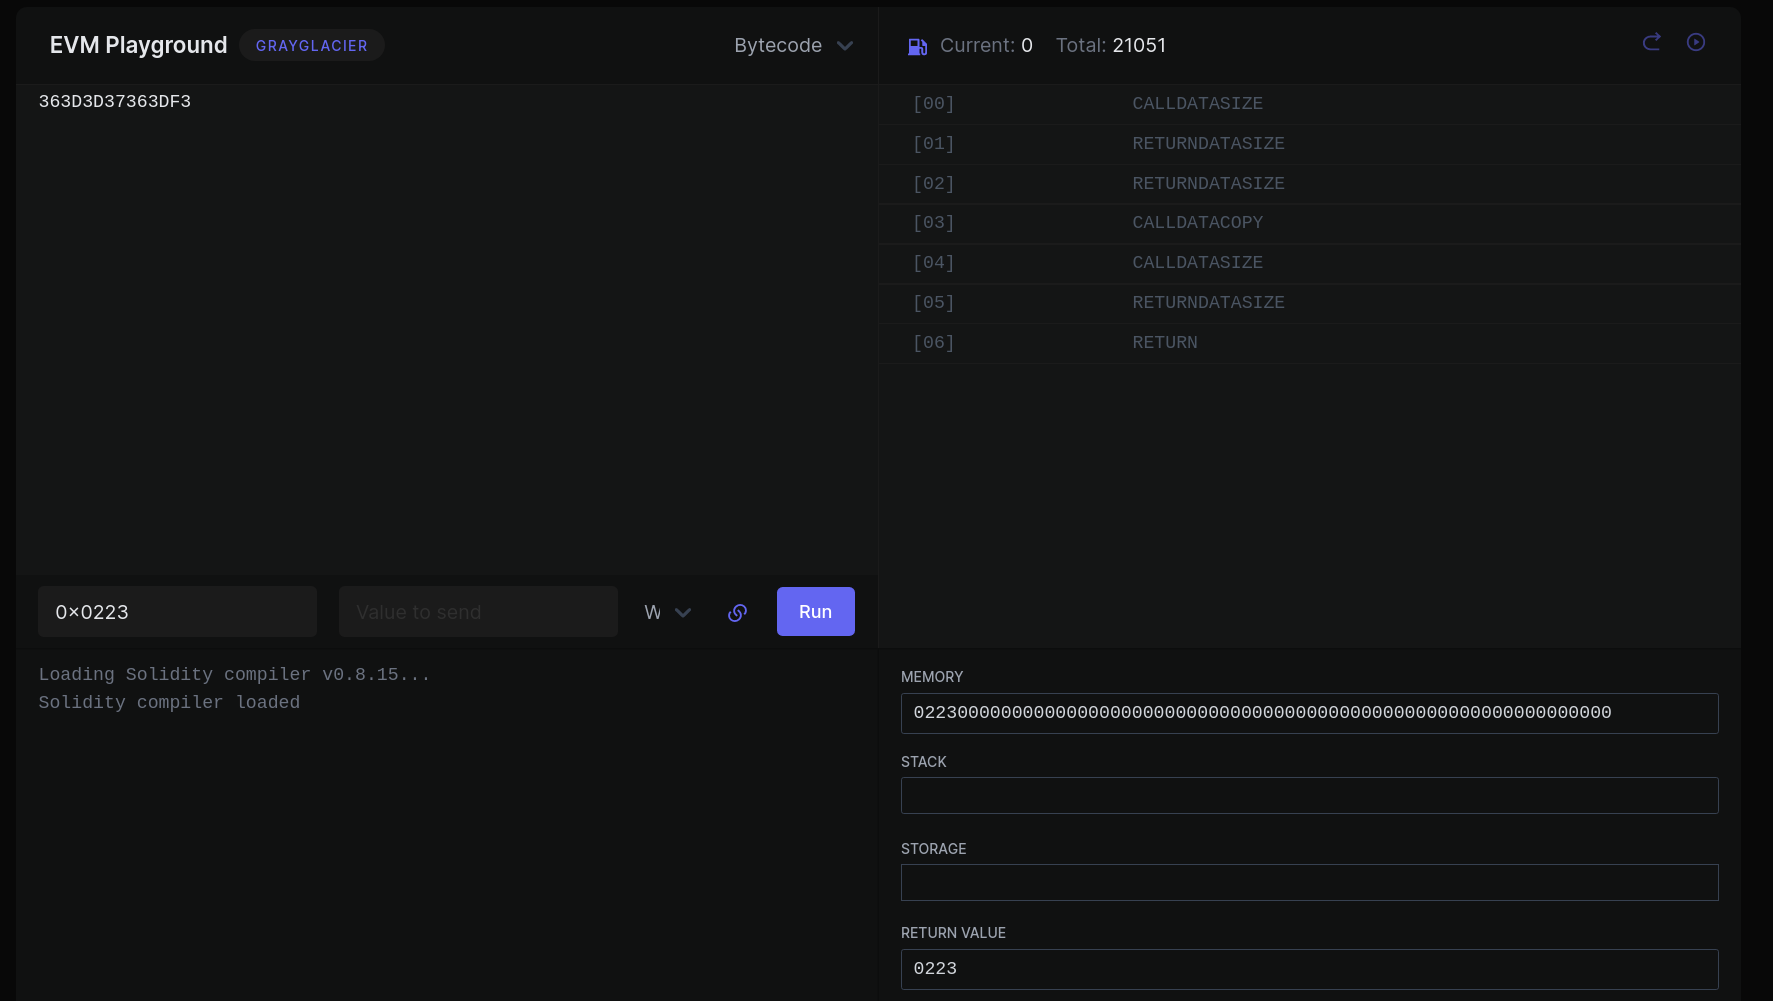 EVM Playground GRAYGLACIER Bytecode
363D3D37363DF3
0x0223 Value to send W Run
Loading Solidity compiler v0.8.15...
Solidity compiler loaded
Current: 0 Total: 21051
[00] CALLDATASIZE
[01] RETURNDATASIZE
[02] RETURNDATASIZE
[03] CALLDATACOPY
[04] CALLDATASIZE
[05] RETURNDATASIZE
[06] RETURN
MEMORY
0223000000000000000000000000000000000000000000000000000000000000
STACK
STORAGE
RETURN VALUE
0223